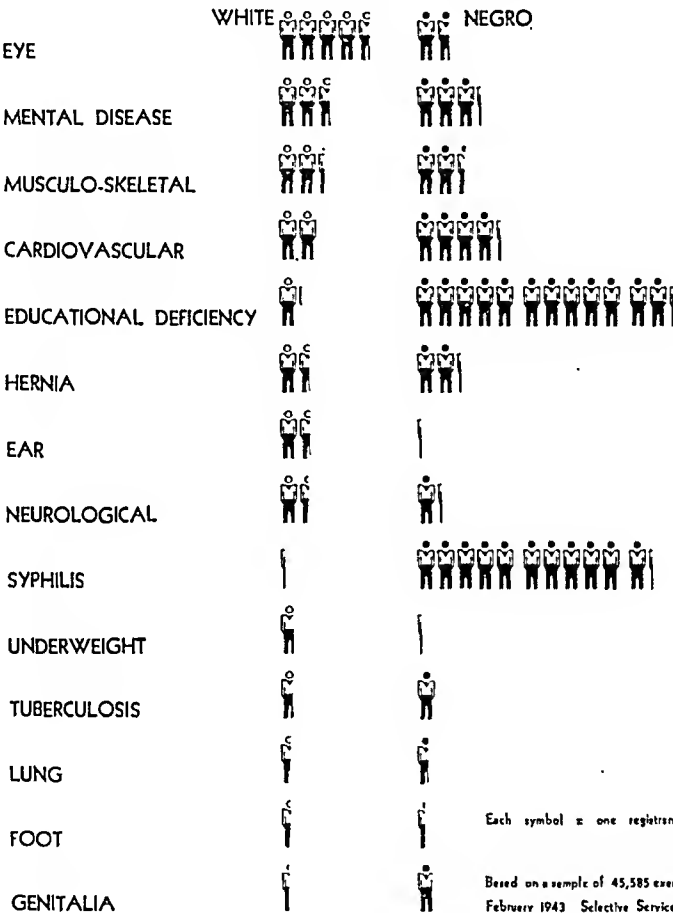 WHITE NEGRO
EYE
MENTAL DISEASE
MUSCULO-SKELETAL
CARDIOVASCULAR
EDUCATIONAL DEFICIENCY
HERNIA
EAR
NEUROLOGICAL
SYPHILIS
UNDERWEIGHT
TUBERCULOSIS
LUNG
FOOT
Each symbol = one
GENITALIA
Based on a sample of 45,585
February 1943 Selective Service